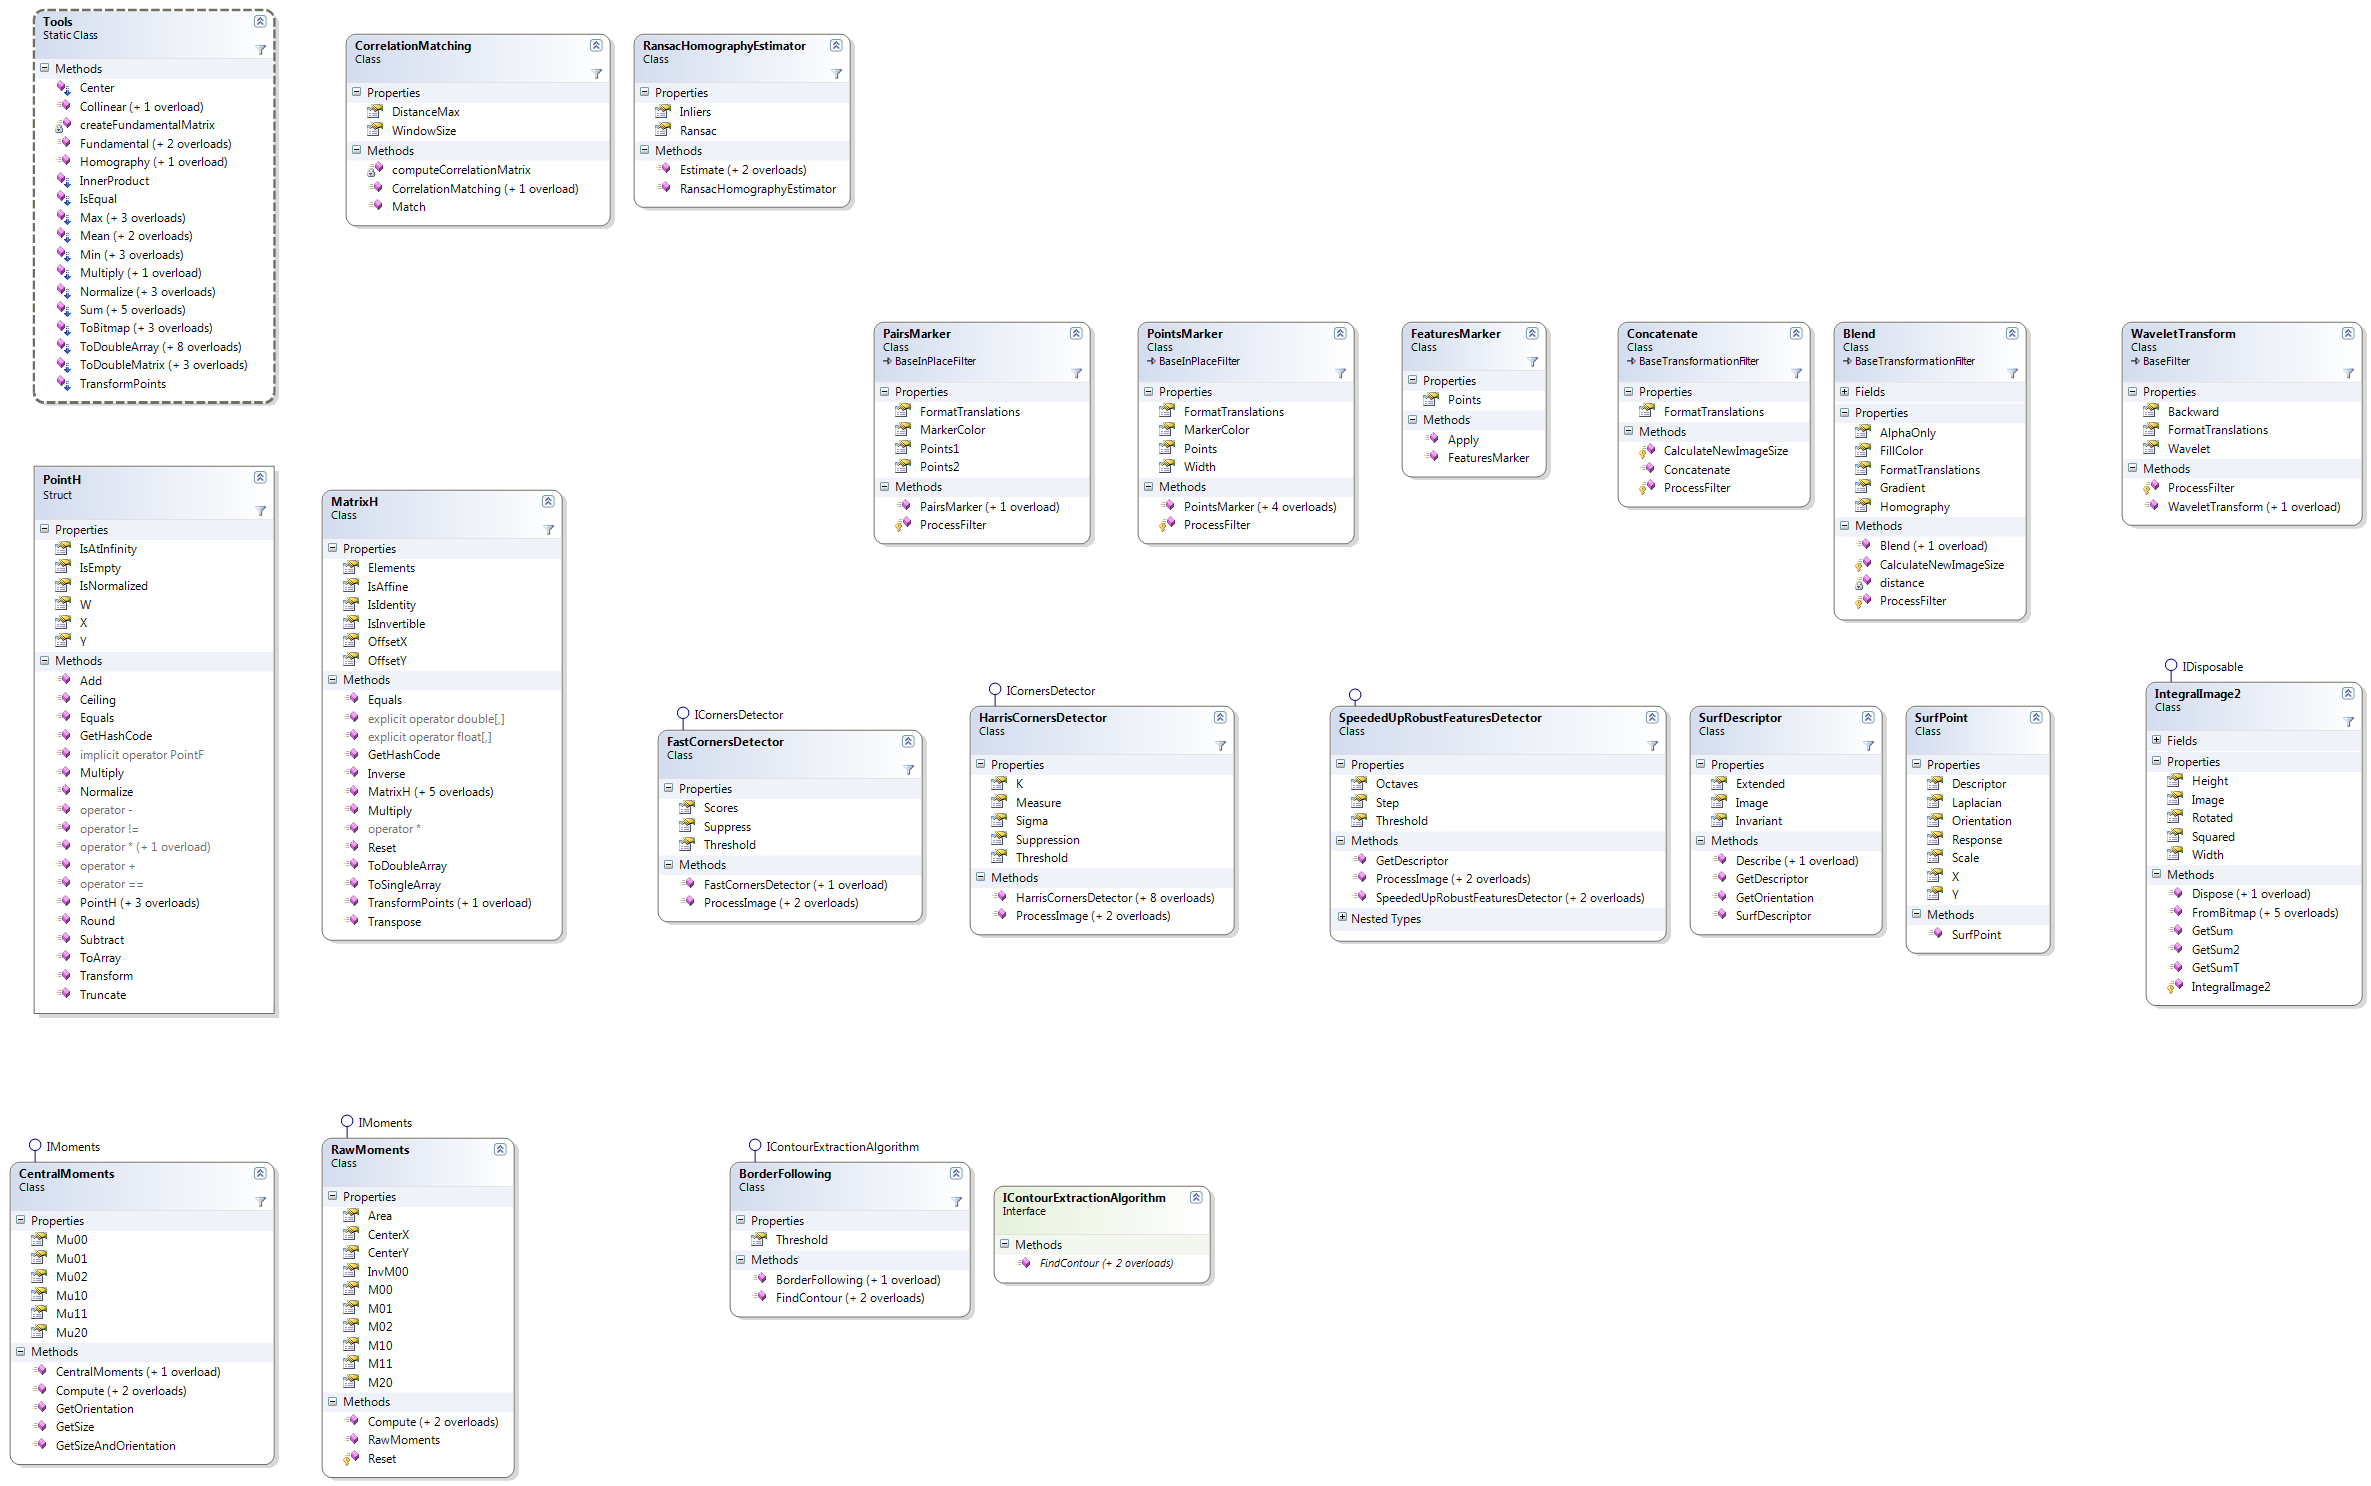 Tools
Static Class
Methods
Center
Collinear (+ 1 overload)
createFundamentalMatrix
Fundamental (+ 2 overloads)
Homography (+ 1 overload)
InnerProduct
IsEqual
Max (+ 3 overloads)
Mean (+ 2 overloads)
Min (+ 3 overloads)
Multiply (+ 1 overload)
Normalize (+ 3 overloads)
Sum (+ 5 overloads)
ToBitmap (+ 3 overloads)
ToDoubleArray (+ 8 overloads)
ToDoubleMatrix (+ 3 overloads)
TransformPoints
CorrelationMatching
Class
Properties
DistanceMax
WindowSize
Methods
computeCorrelationMatrix
CorrelationMatching (+ 1 overload)
Match
RansacHomographyEstimator
Class
Properties
Inliers
Ransac
Methods
Estimate (+ 2 overloads)
RansacHomographyEstimator
PairsMarker
Class
BaseInPlaceFilter
Properties
FormatTranslations
MarkerColor
Points1
Points2
Methods
PairsMarker (+ 1 overload)
ProcessFilter
PointsMarker
Class
BaseInPlaceFilter
Properties
FormatTranslations
MarkerColor
Points
Width
Methods
PointsMarker (+ 4 overloads)
ProcessFilter
FeaturesMarker
Class
Properties
Points
Methods
Apply
FeaturesMarker
Concatenate
Class
BaseTransformationFilter
Properties
FormatTranslations
Methods
CalculateNewImageSize
Concatenate
ProcessFilter
Blend
Class
BaseTransformationFilter
Fields
Properties
AlphaOnly
FillColor
FormatTranslations
Gradient
Homography
Methods
Blend (+ 1 overload)
CalculateNewImageSize
distance
ProcessFilter
WaveletTransform
Class
BaseFilter
Properties
Backward
FormatTranslations
Wavelet
Methods
ProcessFilter
WaveletTransform (+ 1 overload)
PointH
Struct
Properties
IsAtInfinity
IsEmpty
IsNormalized
W
X
Y
Methods
Add
Ceiling
Equals
GetHashCode
implicit operator PointF
Multiply
Normalize
operator -
operator !=
operator * (+ 1 overload)
operator +
operator ==
PointH (+ 3 overloads)
Round
Subtract
ToArray
Transform
Truncate
MatrixH
Class
Properties
Elements
IsAffine
IsIdentity
IsInvertible
OffsetX
OffsetY
Methods
Equals
explicit operator double[,]
explicit operator float[,]
GetHashCode
Inverse
MatrixH (+ 5 overloads)
Multiply
operator *
Reset
ToDoubleArray
ToSingleArray
TransformPoints (+ 1 overload)
Transpose
ICornersDetector
FastCornersDetector
Class
Properties
Scores
Suppress
Threshold
Methods
FastCornersDetector (+ 1 overload)
ProcessImage (+ 2 overloads)
ICornersDetector
HarrisCornersDetector
Class
Properties
K
Measure
Sigma
Suppression
Threshold
Methods
HarrisCornersDetector (+ 8 overloads)
ProcessImage (+ 2 overloads)
SpeededUpRobustFeaturesDetector
Class
Properties
Octaves
Step
Threshold
Methods
GetDescriptor
ProcessImage (+ 2 overloads)
SpeededUpRobustFeaturesDetector (+ 2 overloads)
Nested Types
SurfDescriptor
Class
Properties
Extended
Image
Invariant
Methods
Describe (+ 1 overload)
GetDescriptor
GetOrientation
SurfDescriptor
SurfPoint
Class
Properties
Descriptor
Laplacian
Orientation
Response
Scale
X
Y
Methods
SurfPoint
IDisposable
IntegralImage2
Class
Fields
Properties
Height
Image
Rotated
Squared
Width
Methods
Dispose (+ 1 overload)
FromBitmap (+ 5 overloads)
GetSum
GetSum2
GetSumT
IntegralImage2
IMoments
CentralMoments
Class
Properties
Mu00
Mu01
Mu02
Mu10
Mu11
Mu20
Methods
CentralMoments (+ 1 overload)
Compute (+ 2 overloads)
GetOrientation
GetSize
GetSizeAndOrientation
IMoments
RawMoments
Class
Properties
Area
CenterX
CenterY
InvM00
M00
M01
M02
M10
M11
M20
Methods
Compute (+ 2 overloads)
RawMoments
Reset
IContourExtractionAlgorithm
BorderFollowing
Class
Properties
Threshold
Methods
BorderFollowing (+ 1 overload)
FindContour (+ 2 overloads)
IContourExtractionAlgorithm
Interface
Methods
FindContour (+ 2 overloads)